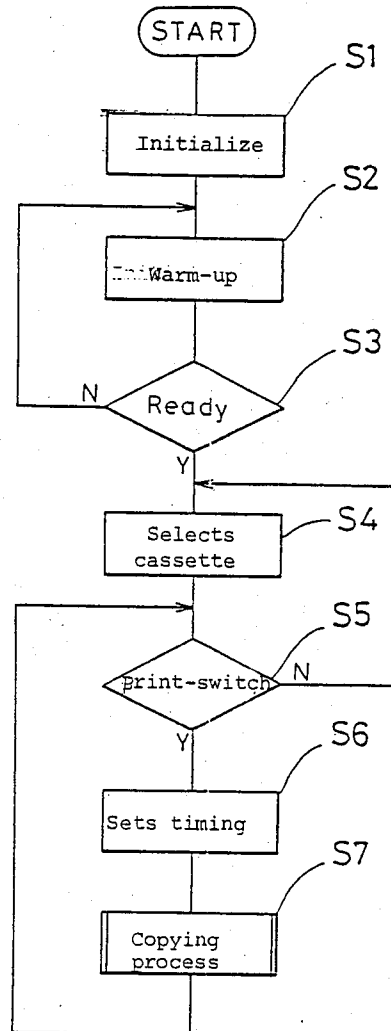 START
S1
Initialize
S2
Warm-up
S3
Ready
N
Y
S4
Selects
cassette
S5
print-switch
N
Y
S6
Sets timing
S7
Copying
process